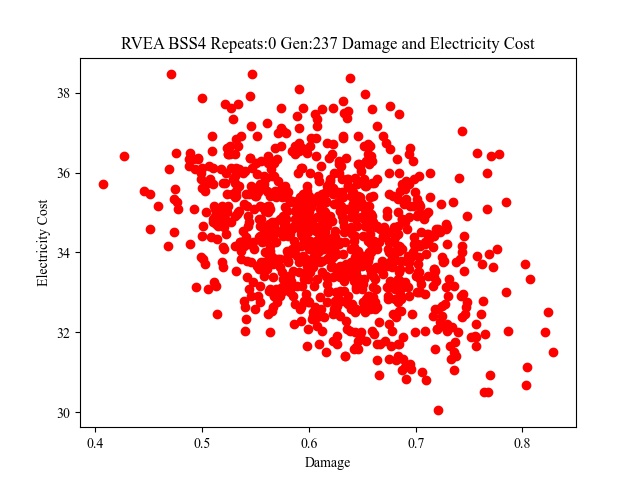 RVEA BSS4 Repeats:0 Gen:237 Damage and Electricity Cost
38
36
34
32
30
Electricity Cost
0.4 0.5 0.6 0.7 0.8
Damage